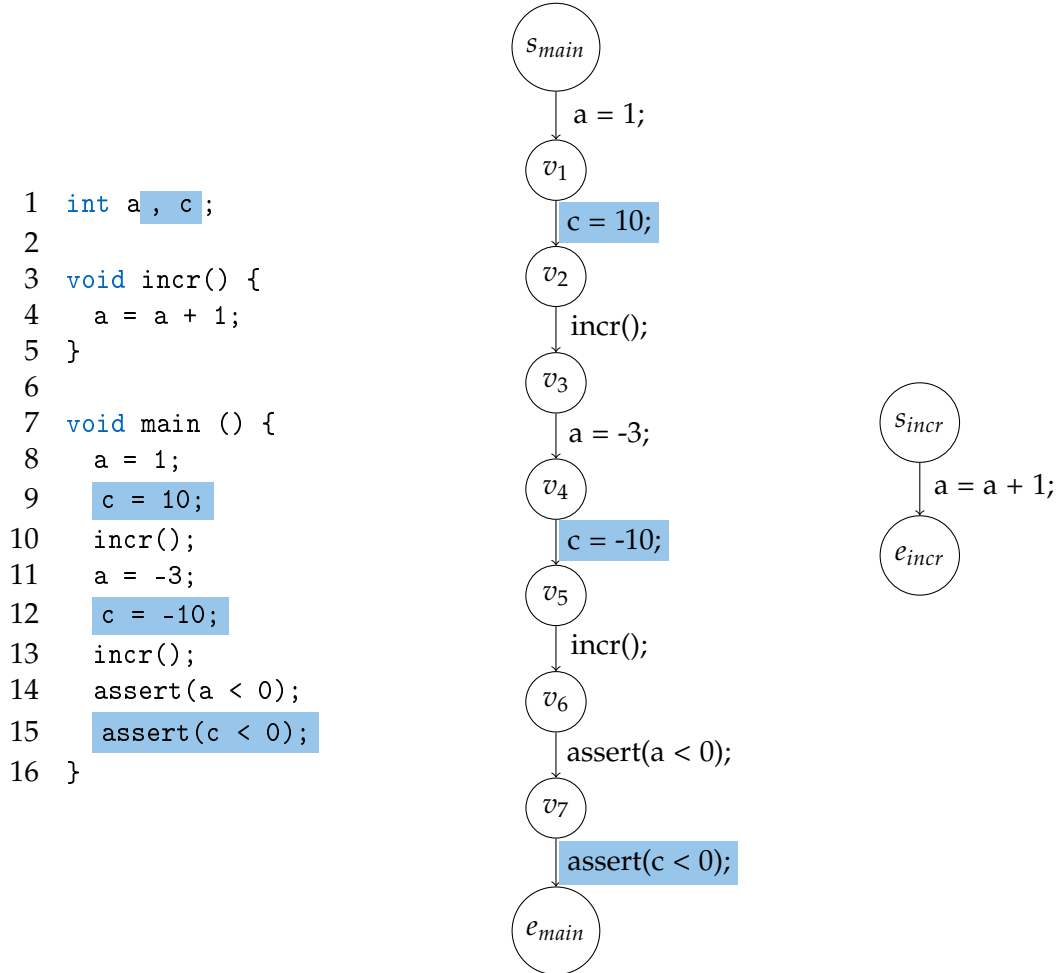 1 int a , c ;
2
3 void incr() {
4 a = a + 1;
5 }
6
7 void main () {
8 a = 1;
9 c = 10;
10 incr();
11 a = -3;
12 c = -10;
13 incr();
14 assert(a < 0);
15 assert(c < 0);
16 }
s_main
a = 1;
v_1
c = 10;
v_2
incr();
v_3
a = -3;
v_4
c = -10;
v_5
incr();
v_6
assert(a < 0);
v_7
assert(c < 0);
e_main
s_incr
a = a + 1;
e_incr